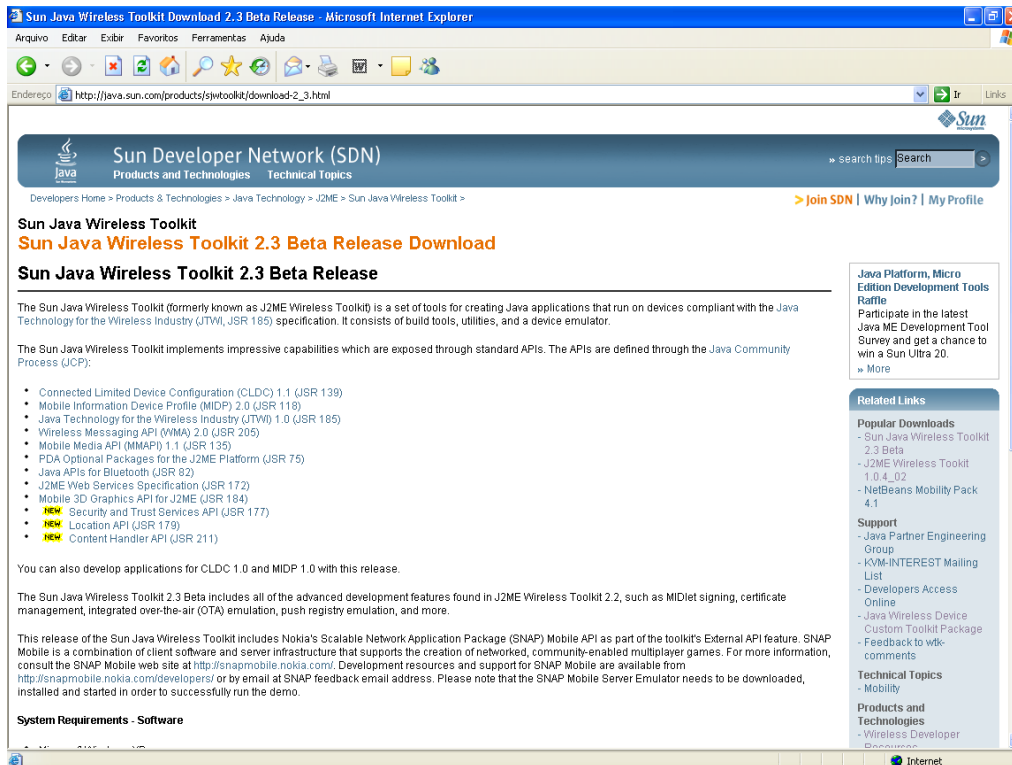 Sun Java Wireless Toolkit Download 2.3 Beta Release - Microsoft Internet Explorer
Arquivo Editar Exibir Favoritos Ferramentas Ajuda
Endereço http://java.sun.com/products/sjwtoolkit/download-2_3.html Ir Links
Sun
Java
Sun Developer Network (SDN)
Products and Technologies Technical Topics
» search tips Search
Developers Home > Products & Technologies > Java Technology > J2ME > Sun Java Wireless Toolkit >
> Join SDN | Why Join? | My Profile
Sun Java Wireless Toolkit
Sun Java Wireless Toolkit 2.3 Beta Release Download
Sun Java Wireless Toolkit 2.3 Beta Release
The Sun Java Wireless Toolkit (formerly known as J2ME Wireless Toolkit) is a set of tools for creating Java applications that run on devices compliant with the Java
Technology for the Wireless Industry (JTWI, JSR 185) specification. It consists of build tools, utilities, and a device emulator.
The Sun Java Wireless Toolkit implements impressive capabilities which are exposed through standard APIs. The APIs are defined through the Java Community
Process (JCP):
• Connected Limited Device Configuration (CLDC) 1.1 (JSR 139)
• Mobile Information Device Profile (MIDP) 2.0 (JSR 118)
• Java Technology for the Wireless Industry (JTWI) 1.0 (JSR 185)
• Wireless Messaging API (WMA) 2.0 (JSR 205)
• Mobile Media API (MMAPI) 1.1 (JSR 135)
• PDA Optional Packages for the J2ME Platform (JSR 75)
• Java APIs for Bluetooth (JSR 82)
• J2ME Web Services Specification (JSR 172)
• Mobile 3D Graphics API for J2ME (JSR 184)
• NEW Security and Trust Services API (JSR 177)
• NEW Location API (JSR 179)
• NEW Content Handler API (JSR 211)
You can also develop applications for CLDC 1.0 and MIDP 1.0 with this release.
The Sun Java Wireless Toolkit 2.3 Beta includes all of the advanced development features found in J2ME Wireless Toolkit 2.2, such as MIDlet signing, certificate
management, integrated over-the-air (OTA) emulation, push registry emulation, and more.
This release of the Sun Java Wireless Toolkit includes Nokia's Scalable Network Application Package (SNAP) Mobile API as part of the toolkit's External API feature. SNAP
Mobile is a combination of client software and server infrastructure that supports the creation of networked, community-enabled multiplayer games. For more information,
consult the SNAP Mobile web site at http://snapmobile.nokia.com/. Development resources and support for SNAP Mobile are available from
http://snapmobile.nokia.com/developers/ or by email at SNAP feedback email address. Please note that the SNAP Mobile Server Emulator needs to be downloaded,
installed and started in order to successfully run the demo.
System Requirements - Software
Java Platform, Micro
Edition Development Tools
Raffle
Participate in the latest
Java ME Development Tool
Survey and get a chance to
win a Sun Ultra 20.
» More
Related Links
Popular Downloads
- Sun Java Wireless Toolkit
2.3 Beta
- J2ME Wireless Tookit
1.0.4_02
- NetBeans Mobility Pack
4.1
Support
- Java Partner Engineering
Group
- KVM-INTEREST Mailing
List
- Developers Access
Online
- Java Wireless Device
Custom Toolkit Package
- Feedback to wtk-
comments
Technical Topics
- Mobility
Products and
Technologies
- Wireless Developer
Resources
Internet